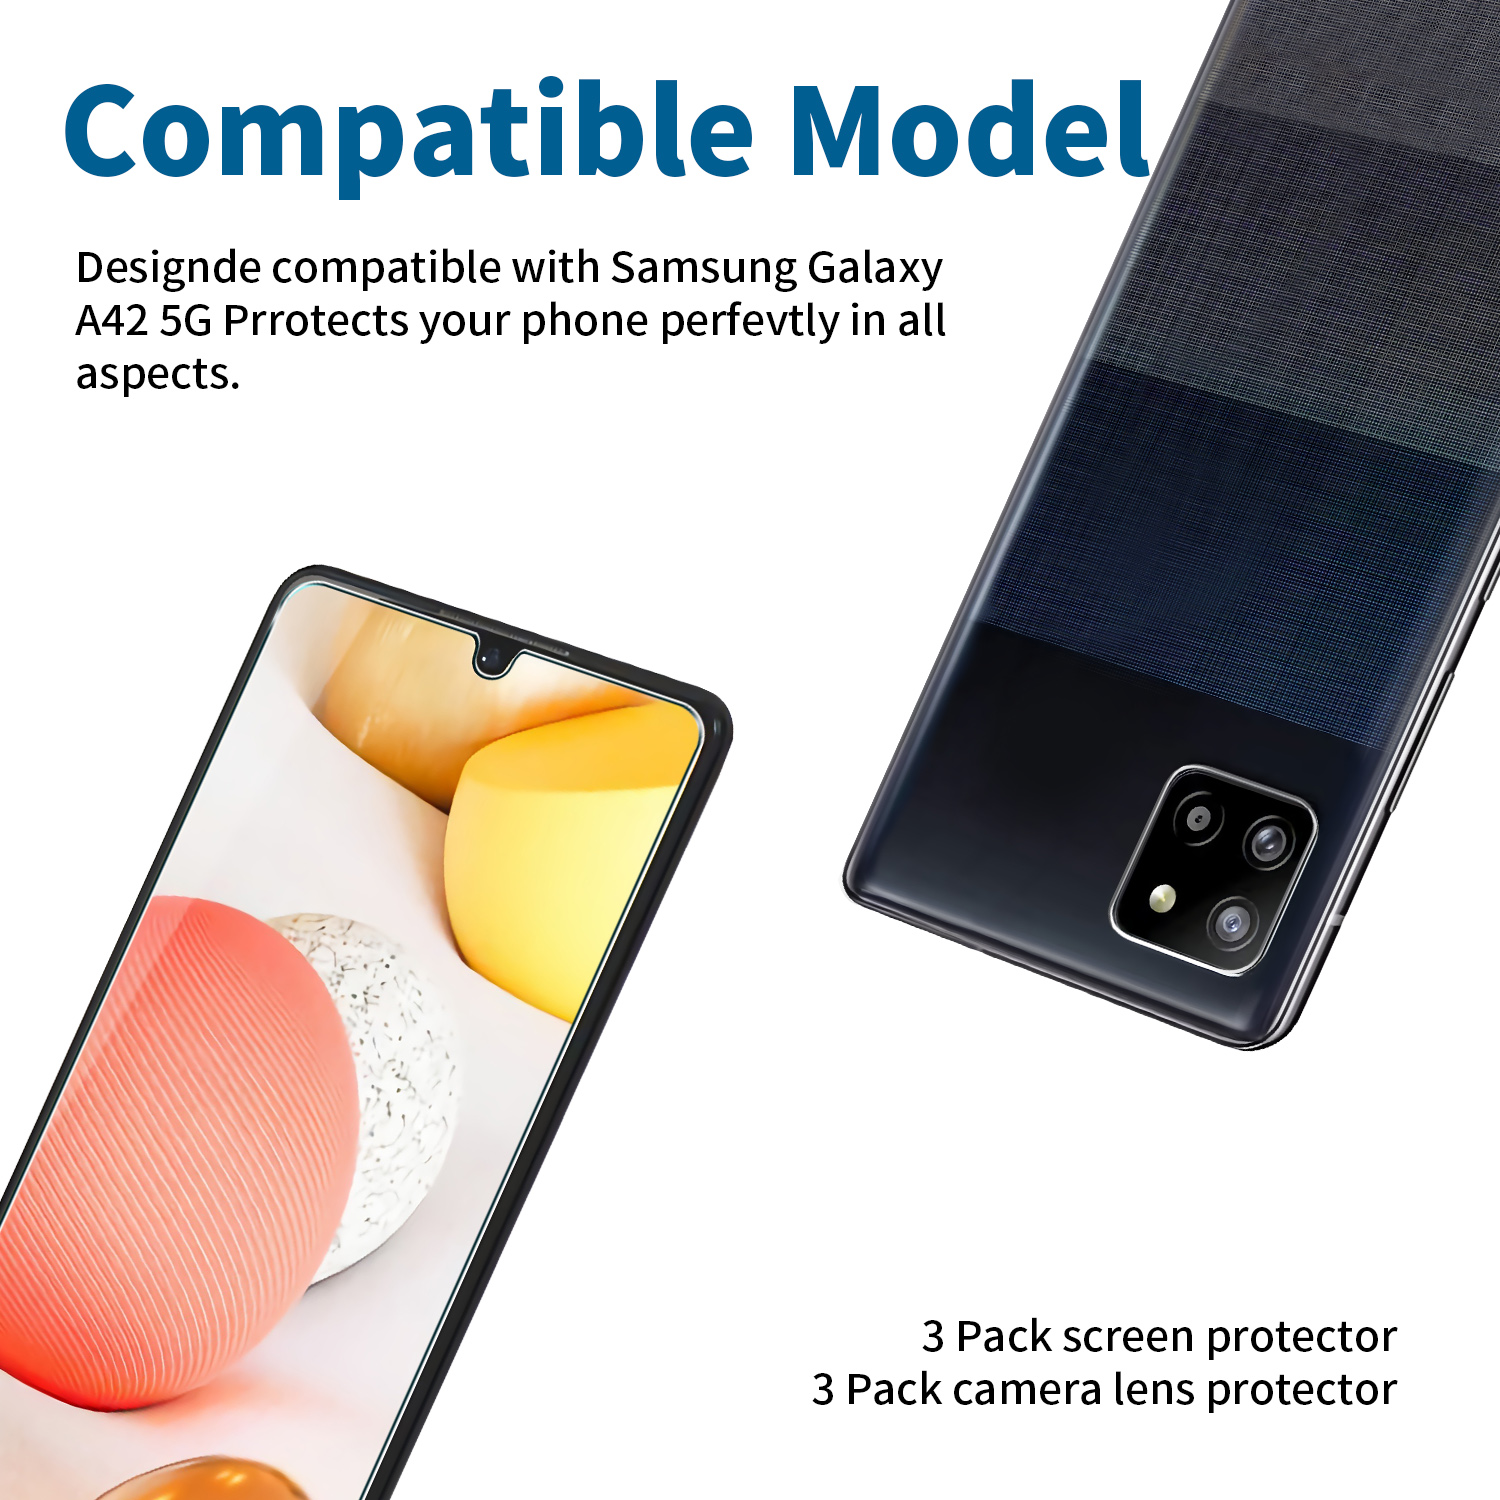 Compatible Model
Designde compatible with Samsung Galaxy
A42 5G Prrotects your phone perfevtly in all
aspects.
3 Pack screen protector
3 Pack camera lens protector